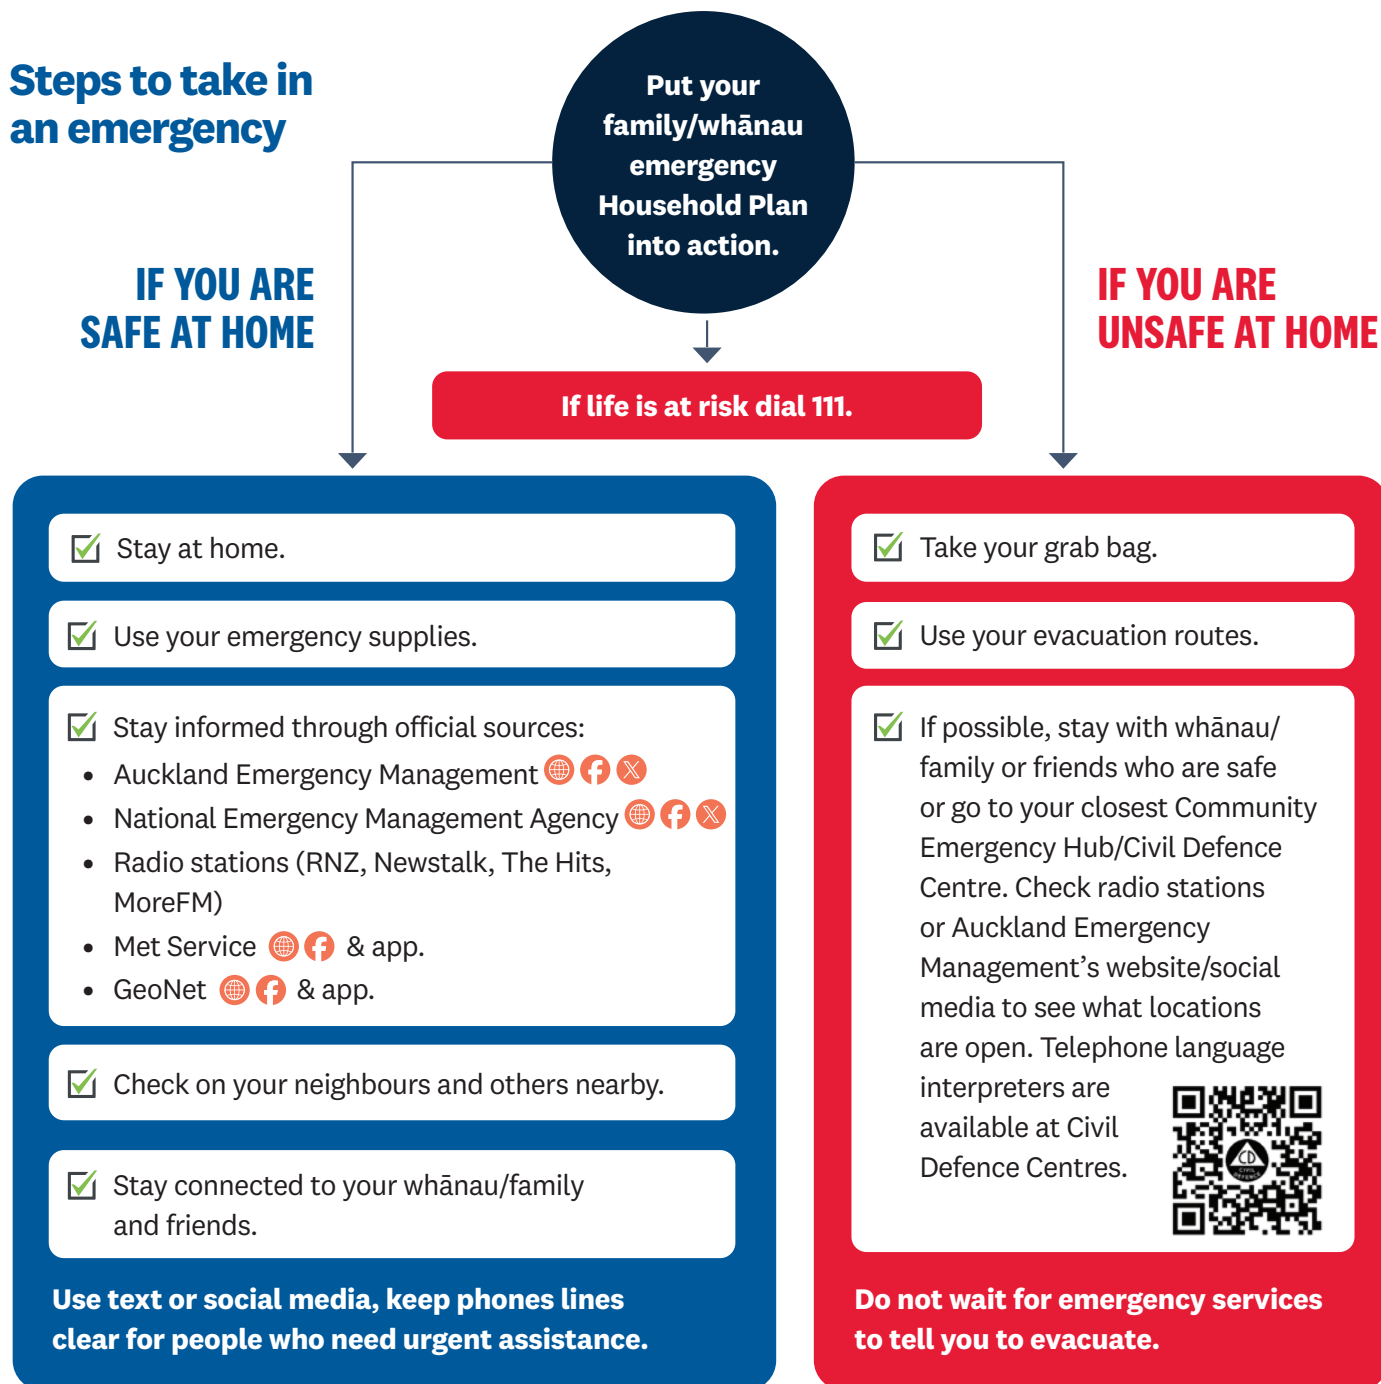 Steps to take in
an emergency
Put your
family/whānau
emergency
Household Plan
into action.
IF YOU ARE
SAFE AT HOME
IF YOU ARE
UNSAFE AT HOME
If life is at risk dial 111.
Stay at home.
Use your emergency supplies.
Stay informed through official sources:
• Auckland Emergency Management
• National Emergency Management Agency
• Radio stations (RNZ, Newstalk, The Hits,
MoreFM)
• Met Service & app.
• GeoNet & app.
Check on your neighbours and others nearby.
Stay connected to your whānau/family
and friends.
Use text or social media, keep phones lines
clear for people who need urgent assistance.
Take your grab bag.
Use your evacuation routes.
If possible, stay with whānau/
family or friends who are safe
or go to your closest Community
Emergency Hub/Civil Defence
Centre. Check radio stations
or Auckland Emergency
Management’s website/social
media to see what locations
are open. Telephone language
interpreters are
available at Civil
Defence Centres.
CD
CIVIL
DEFENCE
Do not wait for emergency services
to tell you to evacuate.